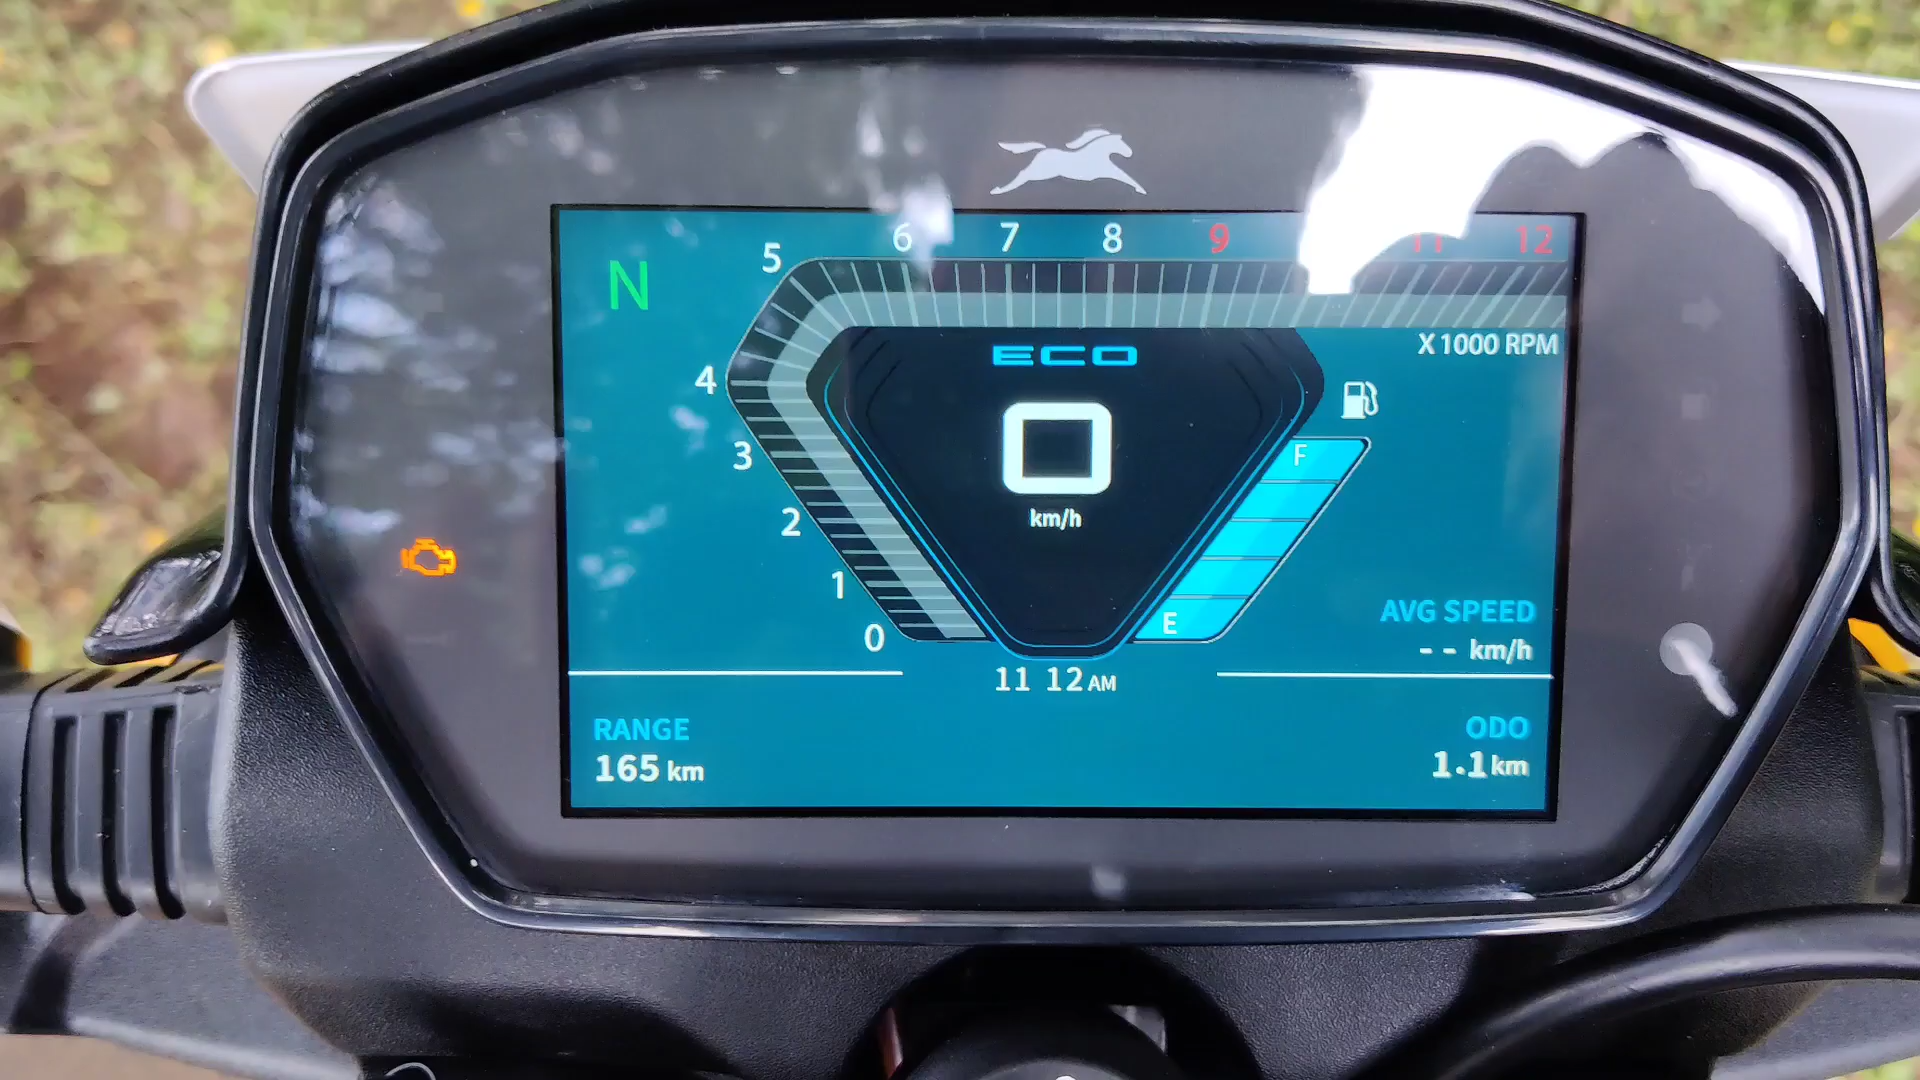 N
5 6 7 8 9 11 12
X 1000 RPM
ECO
4
0
km/h
3
F
2
1
E
0
AVG SPEED
-- km/h
11 12 AM
RANGE
165 km
ODO
1.1 km